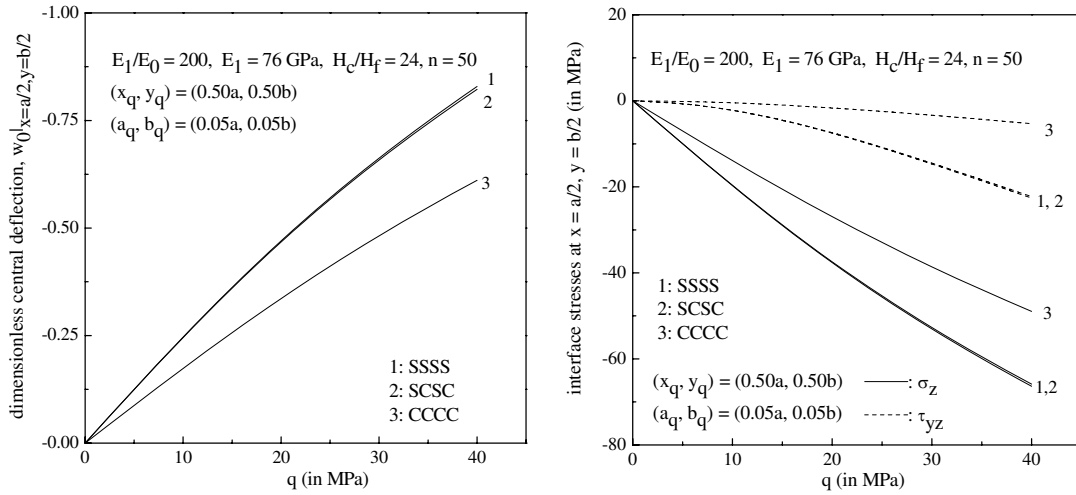 -1.00
-0.75
-0.50
-0.25
-0.00
dimensionless central deflection, w0|x=a/2,y=b/2
E1/E0 = 200, E1 = 76 GPa, Hc/Hf = 24, n = 50
(xq, yq) = (0.50a, 0.50b)
(aq, bq) = (0.05a, 0.05b)
1
2
3
1: SSSS
2: SCSC
3: CCCC
0 10 20 30 40
q (in MPa)
20
0
-20
-40
-60
-80
interface stresses at x = a/2, y = b/2 (in MPa)
E1/E0 = 200, E1 = 76 GPa, Hc/Hf = 24, n = 50
3
1, 2
3
1,2
1: SSSS
2: SCSC
3: CCCC
(xq, yq) = (0.50a, 0.50b) : σz
(aq, bq) = (0.05a, 0.05b) : τyz
0 10 20 30 40
q (in MPa)